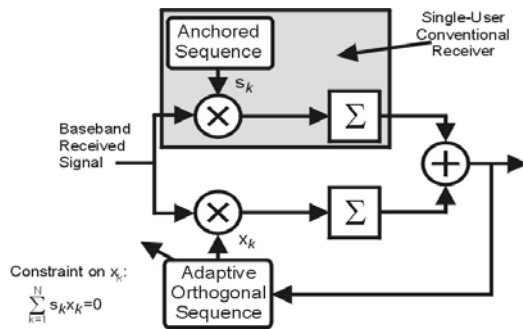 Anchored
Sequence
Single-User
Conventional
Receiver
s_k
×
Σ
Baseband
Received
Signal
+
×
Σ
x_k
Constraint on x_k:
N
Σ s_k x_k=0
k=1
Adaptive
Orthogonal
Sequence